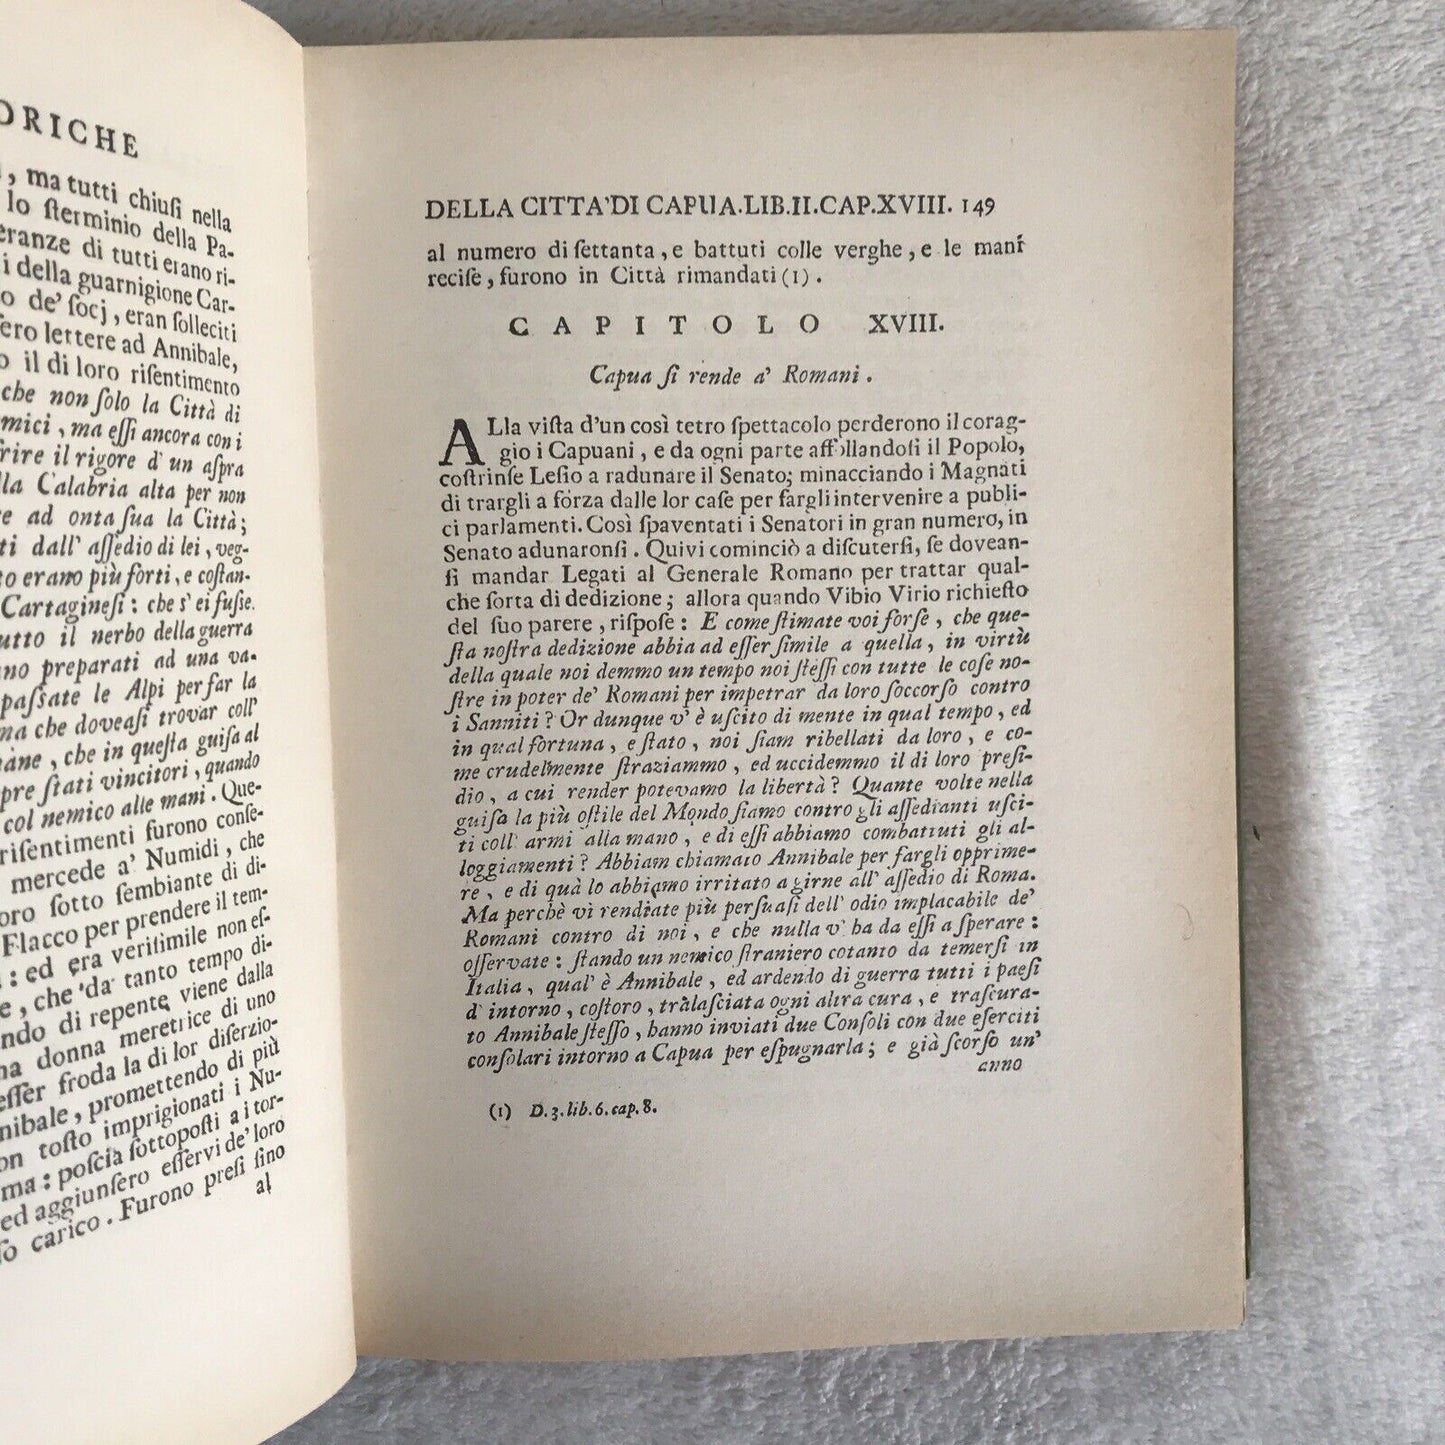 ORICHE
, ma tutti chiuſi nella
lo ſterminio della Pa-
eranze di tutti erano ri-
i della guarnigione Car-
o de' ſocj, eran ſolleciti
ſero lettere ad Annibale,
o il di loro riſentimento
che non ſolo la Città di
mici, ma eſſi ancora con i
frire il rigore d' un aſpra
lla Calabria alta per non
re ad onta ſua la Città;
ti dall' aſſedio di lei, veg-
to erano più forti, e coſtan-
Cartagineſi: che s' ei fuſſe.
utto il nerbo della guerra
no preparati ad una va-
paſſate le Alpi per far la
ma che doveaſi trovar coll'
ane, che in queſta guiſa al
pre ſtati vincitori, quando
col nemico alle mani. Que-
riſentimenti furono conſe-
mercede a' Numidi, che
oro ſotto ſembiante di di-
Flacco per prendere il tem-
: ed era veriſimile non eſ-
e, che da tanto tempo di-
ndo di repente viene dalla
na donna meretrice di uno
eſſer froda la di lor diſerzio-
nibale, promettendo di più
on toſto imprigionati i Nu-
ma: poſcia ſottopoſti a i tor-
ed aggiunſero eſſervi de' loro
ſo carico. Furono preſi ſino
al
DELLA CITTA' DI CAPUA. LIB. II. CAP. XVIII. 149
al numero di ſettanta, e battuti colle verghe, e le mani
reciſe, furono in Città rimandati (1).
CAPITOLO XVIII.
Capua ſi rende a' Romani.
ALla viſta d'un così tetro ſpettacolo perderono il corag-
gio i Capuani, e da ogni parte affollandoſi il Popolo,
coſtrinſe Leſio a radunare il Senato; minacciando i Magnati
di trargli a forza dalle lor caſe per fargli intervenire a publi-
ci parlamenti. Così ſpaventati i Senatori in gran numero, in
Senato adunaronſi. Quivi cominciò a diſcuterſi, ſe dovean-
ſi mandar Legati al Generale Romano per trattar qual-
che ſorta di dedizione; allora quando Vibio Virio richieſto
del ſuo parere, riſpoſe: E come ſtimate voi forſe, che que-
ſta noſtra dedizione abbia ad eſſer ſimile a quella, in virtù
della quale noi demmo un tempo noi ſteſſi con tutte le coſe no-
ſtre in poter de' Romani per impetrar da loro ſoccorſo contro
i Sanniti? Or dunque v' è uſcito di mente in qual tempo, ed
in qual fortuna, e ſtato, noi ſiam ribellati da loro, e co-
me crudelmente ſtraziammo, ed uccidemmo il di loro preſi-
dio, a cui render potevamo la libertà? Quante volte nella
guiſa la più oſtile del Mondo ſiamo contro gli aſſedianti uſci-
ti coll' armi alla mano, e di eſſi abbiamo combattuti gli al-
loggiamenti? Abbiam chiamato Annibale per fargli opprime-
re, e di quà lo abbiamo irritato a girne all' aſſedio di Roma.
Ma perchè vi rendiate più perſuaſi dell' odio implacabile de'
Romani contro di noi, e che nulla v' ha da eſſi a ſperare:
oſſervate: ſtando un nemico ſtraniero cotanto da temerſi in
Italia, qual' è Annibale, ed ardendo di guerra tutti i paeſi
d' intorno, coſtoro, tralaſciata ogni altra cura, e traſcura-
to Annibale ſteſſo, hanno inviati due Conſoli con due eſerciti
conſolari intorno a Capua per eſpugnarla; e già ſcorſo un'
anno
(1) D. 3. lib. 6. cap. 8.